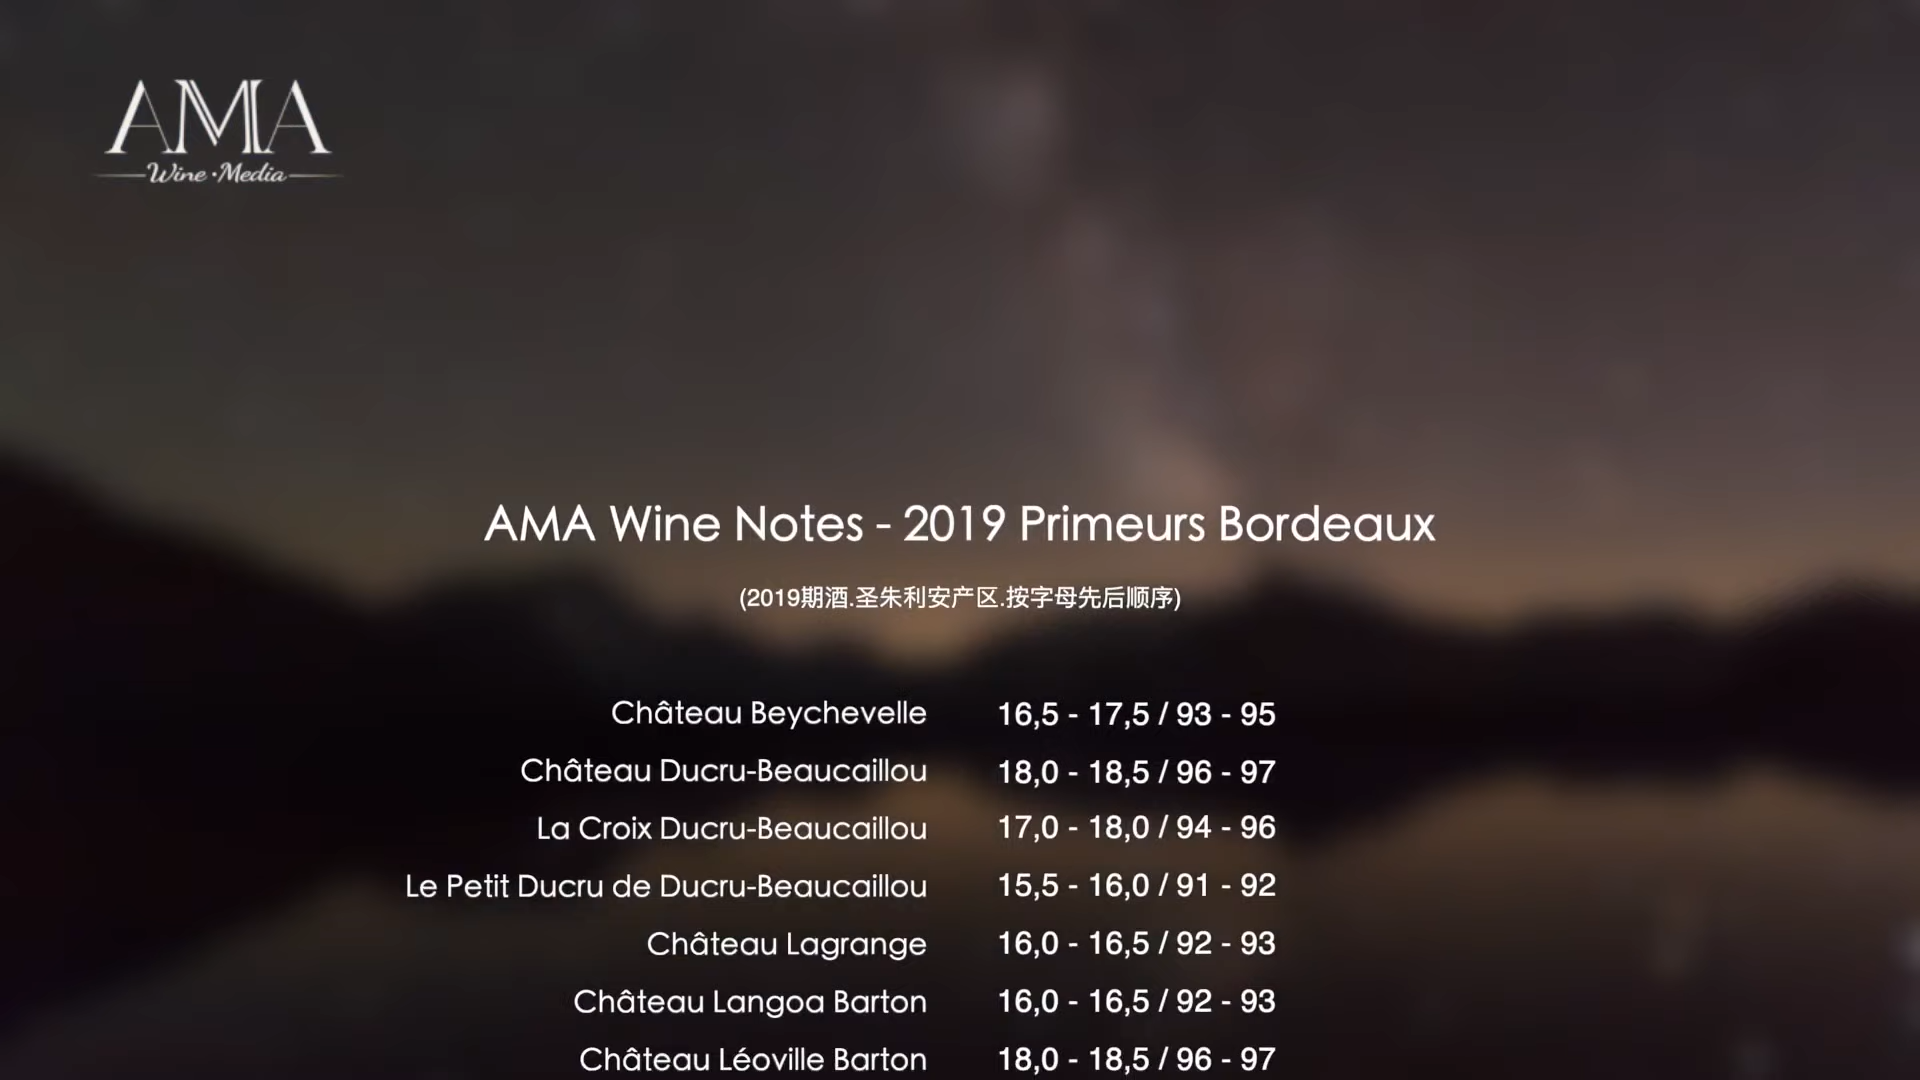 AMA
Wine·Media
AMA Wine Notes - 2019 Primeurs Bordeaux
(2019期酒.圣朱利安产区.按字母先后顺序)
Château Beychevelle 16,5 - 17,5 / 93 - 95
Château Ducru-Beaucaillou 18,0 - 18,5 / 96 - 97
La Croix Ducru-Beaucaillou 17,0 - 18,0 / 94 - 96
Le Petit Ducru de Ducru-Beaucaillou 15,5 - 16,0 / 91 - 92
Château Lagrange 16,0 - 16,5 / 92 - 93
Château Langoa Barton 16,0 - 16,5 / 92 - 93
Château Léoville Barton 18,0 - 18,5 / 96 - 97